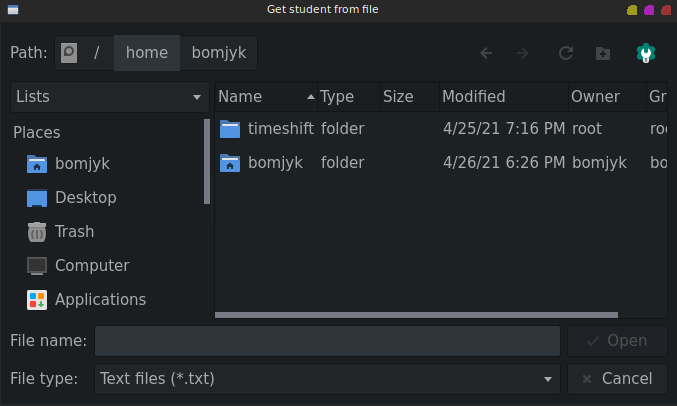 Get student from file
Path: / home bomjyk
Lists
Name Type Size Modified Owner Gr
Places
timeshift folder 4/25/21 7:16 PM root roo
bomjyk folder 4/26/21 6:26 PM bomjyk bo
bomjyk
Desktop
Trash
Computer
Applications
File name: Open
File type: Text files (*.txt) Cancel